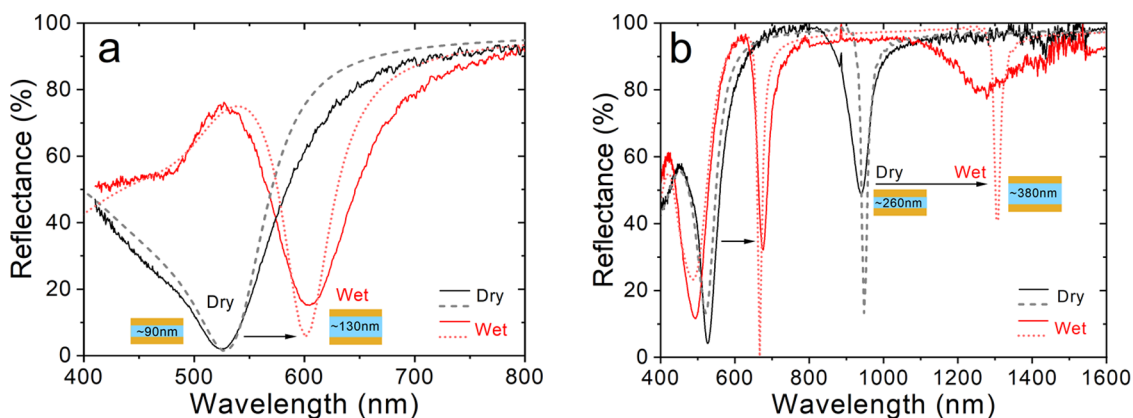 a
Reflectance (%)
100
80
60
40
20
0
400
500
600
700
800
Wavelength (nm)
Dry
Wet
~90nm
~130nm
Dry
Wet
b
Reflectance (%)
100
80
60
40
20
0
400
600
800
1000
1200
1400
1600
Wavelength (nm)
Dry
Wet
~260nm
~380nm
Dry
Wet